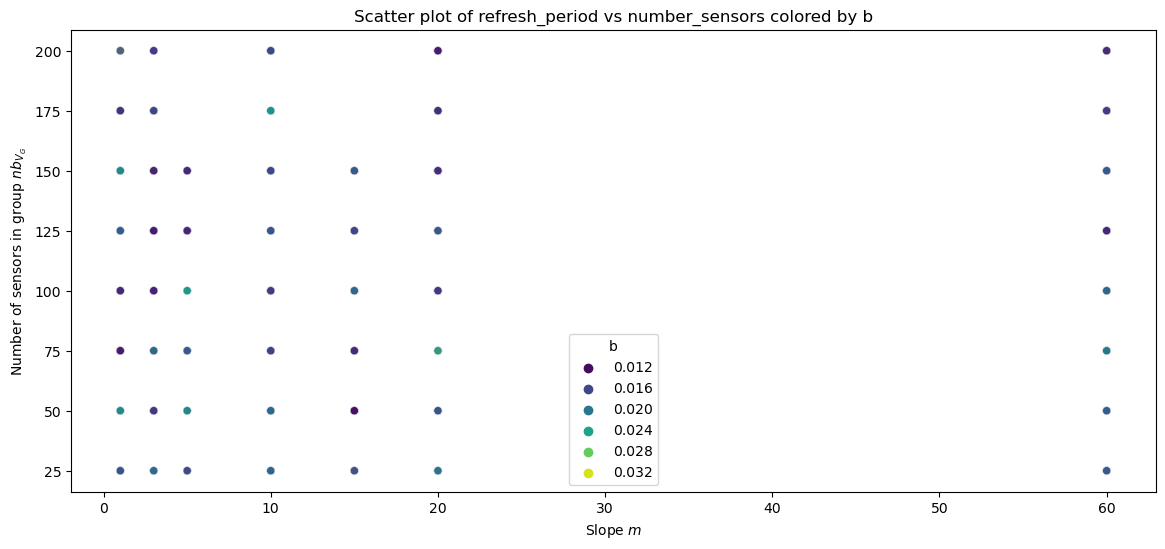 Scatter plot of refresh_period vs number_sensors colored by b
Number of sensors in group nb_{V_G}
200
175
150
125
100
75
50
25
b
0.012
0.016
0.020
0.024
0.028
0.032
0 10 20 30 40 50 60
Slope m